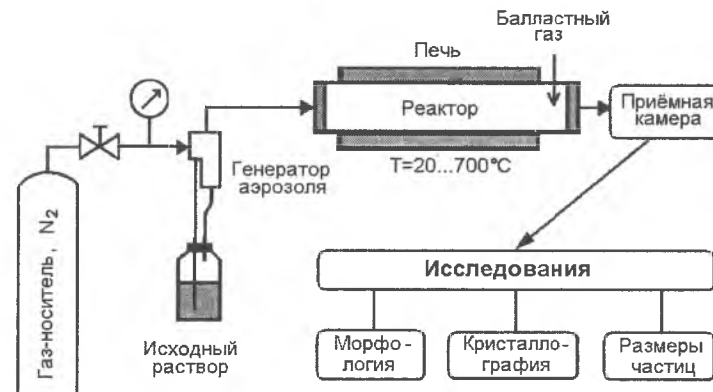 Балластный
газ
Печь
Реактор
Приёмная
камера
T=20...700°C
Генератор
аэрозоля
Газ-носитель, N2
Исходный
раствор
Исследования
Морфо-
логия
Кристалло-
графия
Размеры
частиц